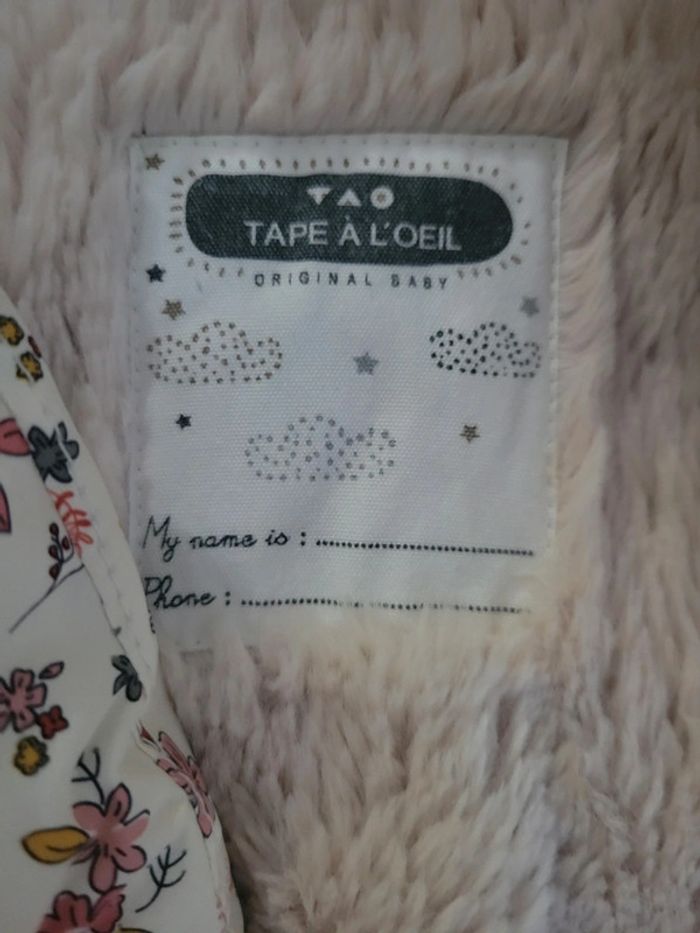 TAO
TAPE À L'OEIL
ORIGINAL BABY
My name is :
Phone :